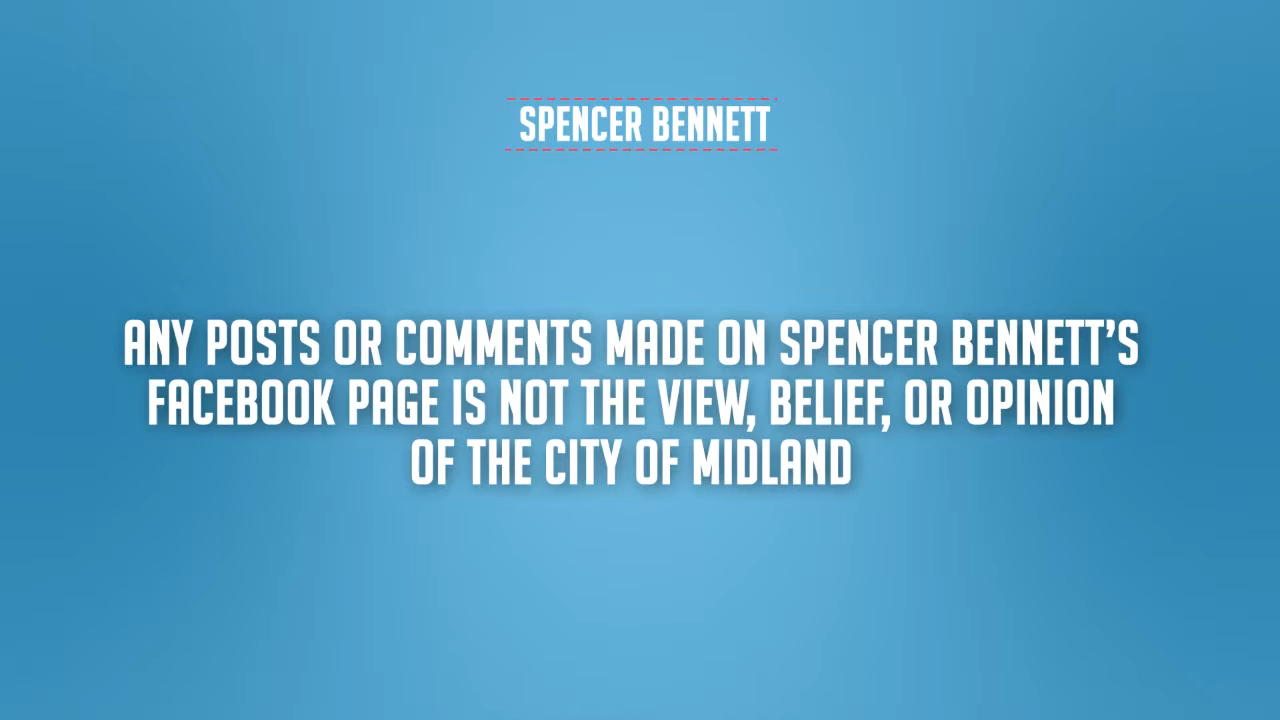 SPENCER BENNETT
ANY POSTS OR COMMENTS MADE ON SPENCER BENNETT’S
FACEBOOK PAGE IS NOT THE VIEW, BELIEF, OR OPINION
OF THE CITY OF MIDLAND